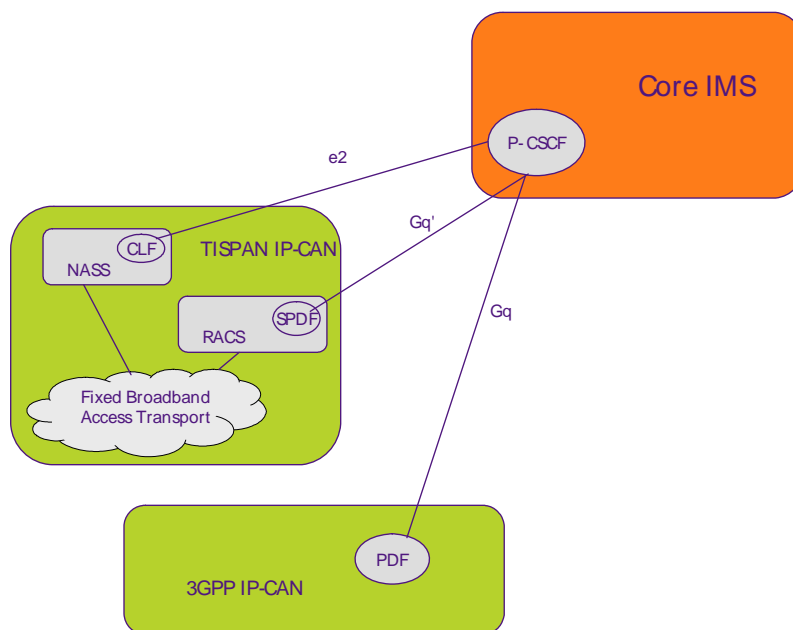 Core IMS
P- CSCF
e2
Gq'
CLF
TISPAN IP-CAN
NASS
SPDF
RACS
Gq
Fixed Broadband
Access Transport
PDF
3GPP IP-CAN